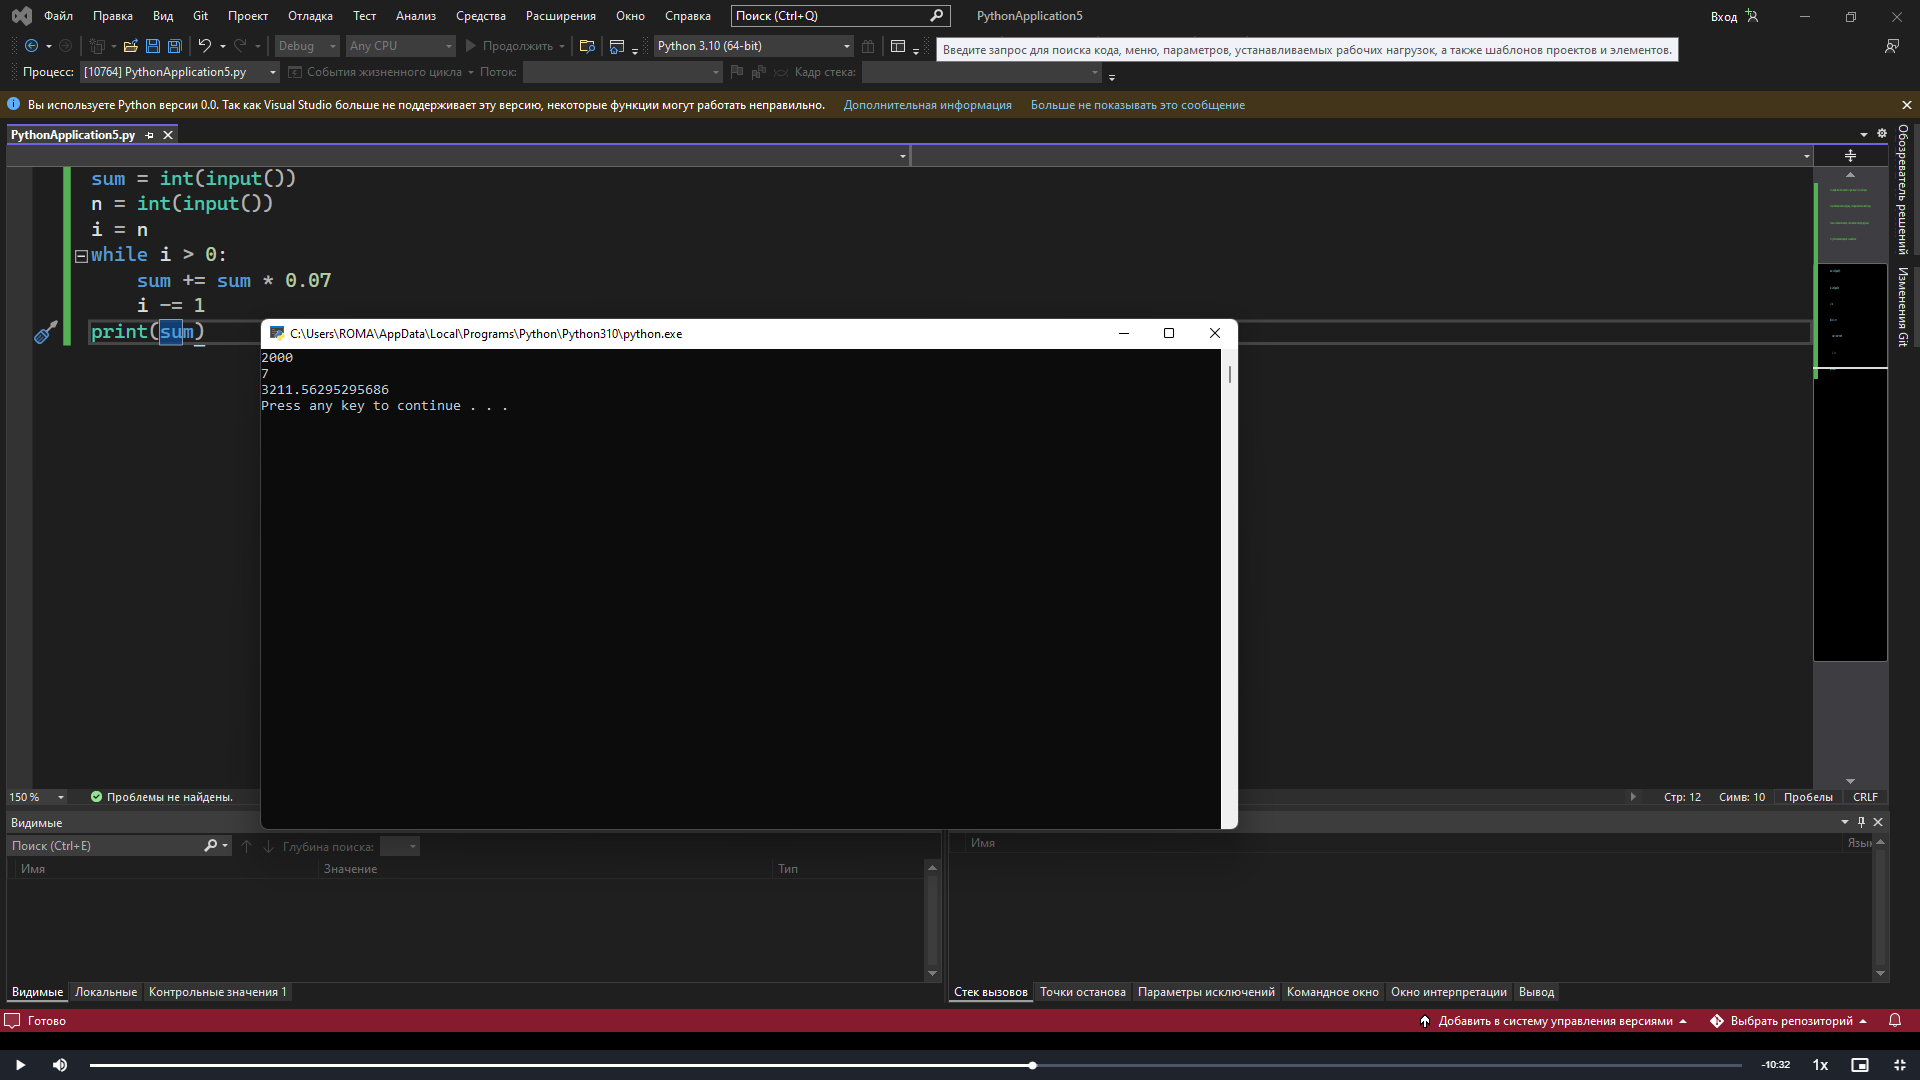 Файл Правка Вид Git Проект Отладка Тест Анализ Средства Расширения Окно Справка Поиск (Ctrl+Q) PythonApplication5 Вход
Debug Any CPU Продолжить Python 3.10 (64-bit)
Введите запрос для поиска кода, меню, параметров, устанавливаемых рабочих нагрузок, а также шаблонов проектов и элементов.
Процесс: [10764] PythonApplication5.py События жизненного цикла Поток: Кадр стека:
Вы используете Python версии 0.0. Так как Visual Studio больше не поддерживает эту версию, некоторые функции могут работать неправильно. Дополнительная информация Больше не показывать это сообщение
PythonApplication5.py
Обозреватель решений
Изменения Git
sum = int(input())
n = int(input())
i = n
while i > 0:
sum += sum * 0.07
i -= 1
print(sum)
C:\Users\ROMA\AppData\Local\Programs\Python\Python310\python.exe
2000
7
3211.56295295686
Press any key to continue . . .
150 % Проблемы не найдены. Стр: 12 Симв: 10 Пробелы CRLF
Видимые
Поиск (Ctrl+E) Глубина поиска:
Имя Значение Тип
Имя Язык
Видимые Локальные Контрольные значения 1
Стек вызовов Точки останова Параметры исключений Командное окно Окно интерпретации Вывод
Готово Добавить в систему управления версиями Выбрать репозиторий
-10:32 1x